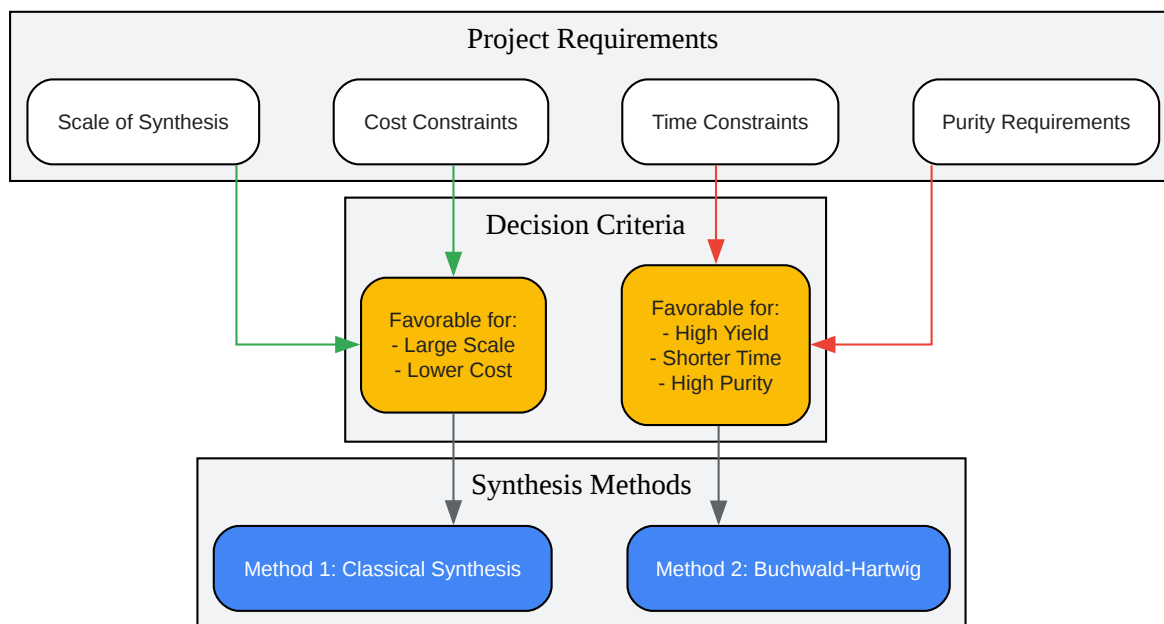 Project Requirements
Scale of Synthesis
Cost Constraints
Time Constraints
Purity Requirements
Decision Criteria
Favorable for:
- Large Scale
- Lower Cost
Favorable for:
- High Yield
- Shorter Time
- High Purity
Synthesis Methods
Method 1: Classical Synthesis
Method 2: Buchwald-Hartwig